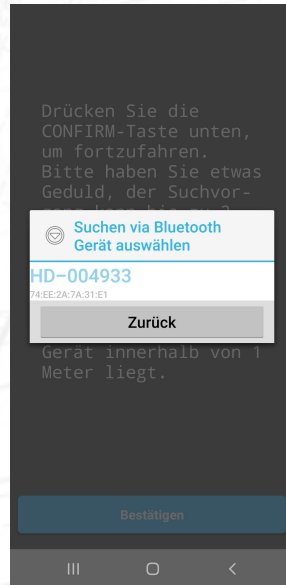 Drücken Sie die
CONFIRM-Taste unten,
um fortzufahren.
Bitte haben Sie etwas
Geduld, der Suchvor-
Suchen via Bluetooth
Gerät auswählen
HD-004933
74:EE:2A:7A:31:E1
Zurück
Gerät innerhalb von 1
Meter liegt.
Bestätigen